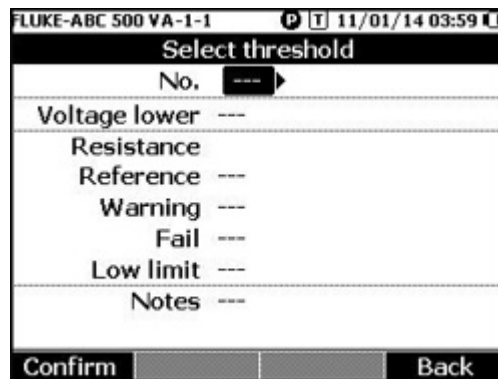 FLUKE-ABC 500 VA-1-1 P T 11/01/14 03:59
Select threshold
No. ---
Voltage lower ---
Resistance
Reference ---
Warning ---
Fail ---
Low limit ---
Notes ---
Confirm Back